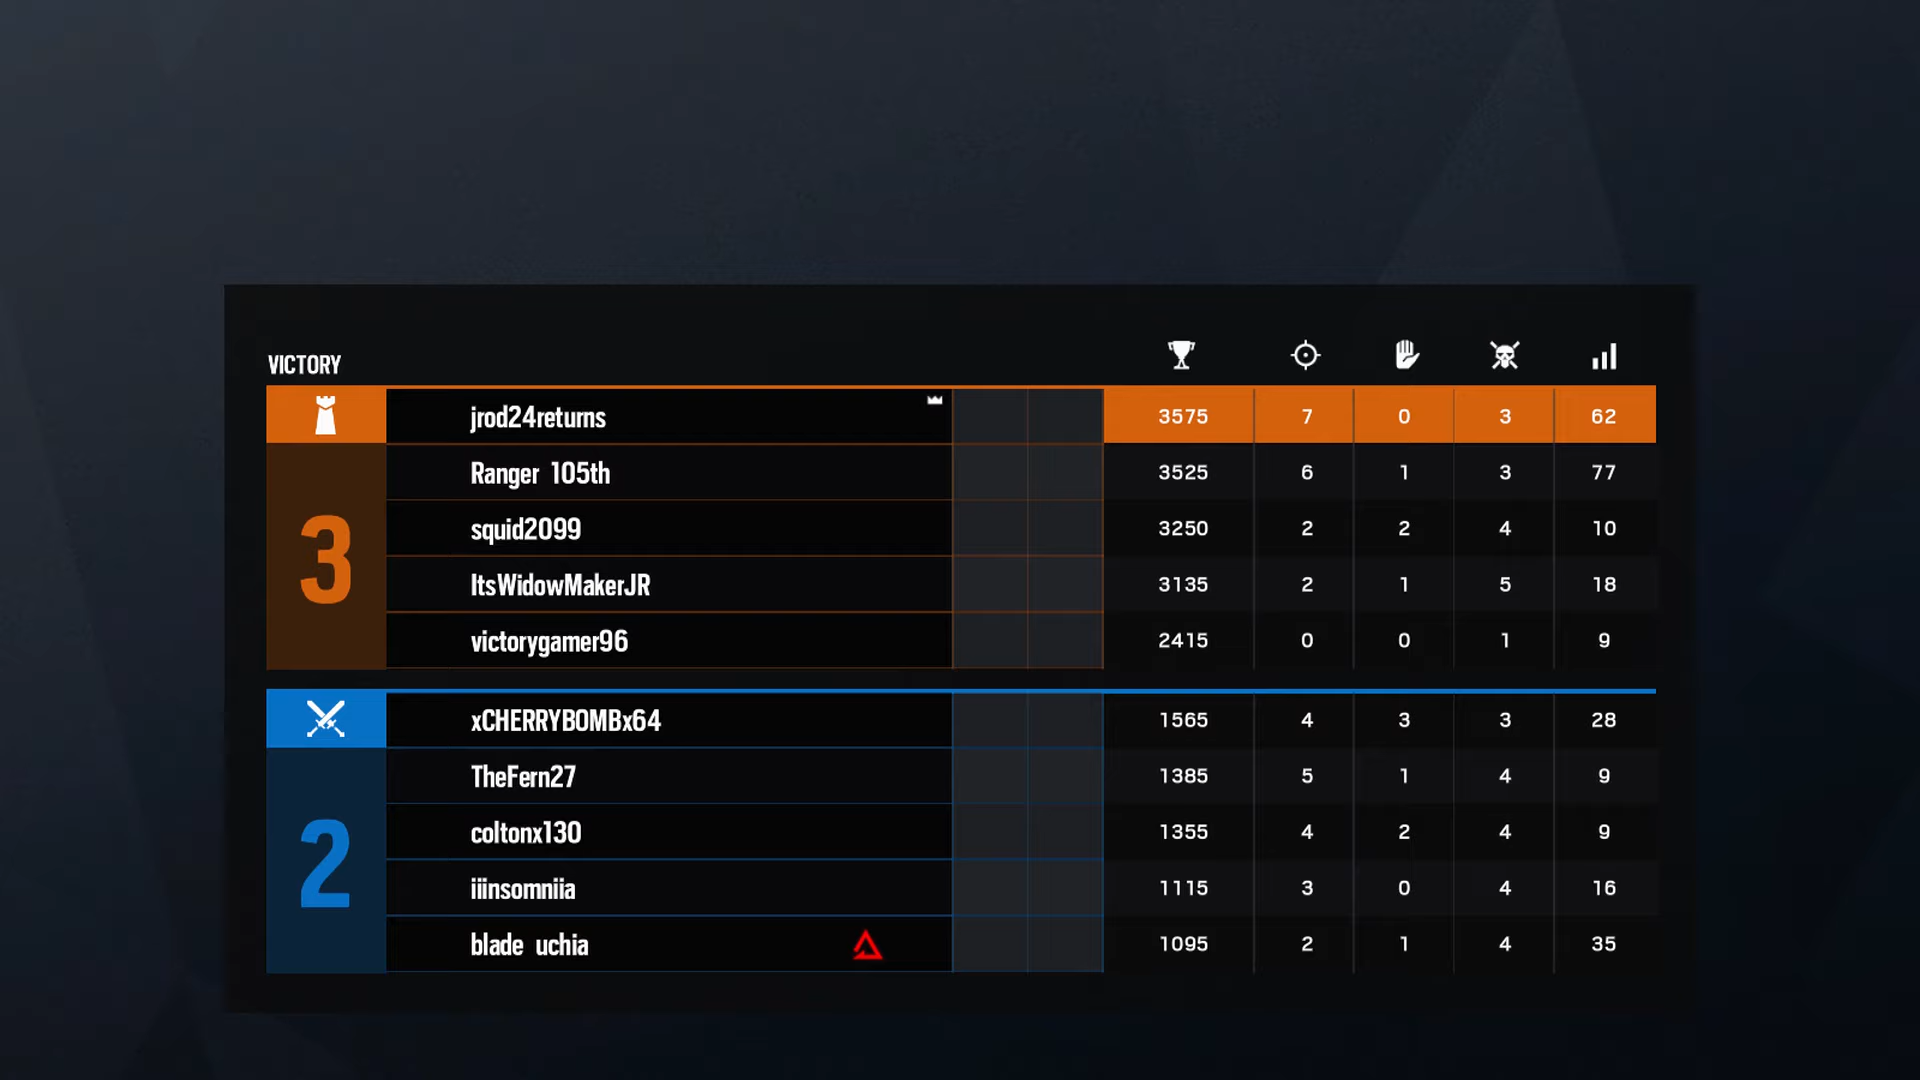 VICTORY
jrod24returns 3575 7 0 3 62
Ranger 105th 3525 6 1 3 77
squid2099 3250 2 2 4 10
3
ItsWidowMakerJR 3135 2 1 5 18
victorygamer96 2415 0 0 1 9
xCHERRYBOMBx64 1565 4 3 3 28
TheFern27 1385 5 1 4 9
coltonx130 1355 4 2 4 9
2
iiinsomniia 1115 3 0 4 16
blade uchia 1095 2 1 4 35